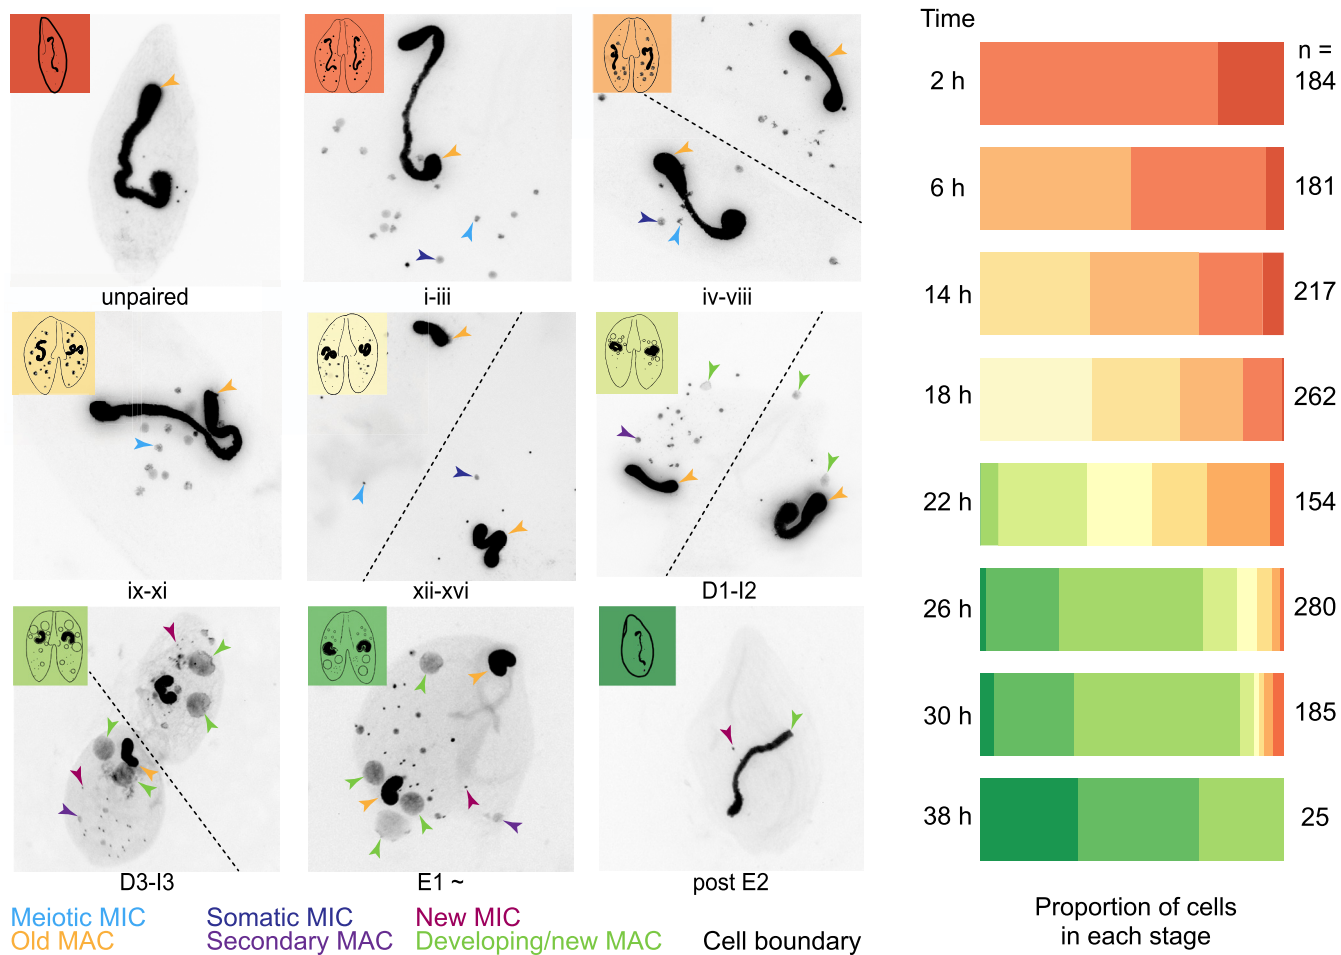 unpaired
i-iii
iv-viii
ix-xi
xii-xvi
D1-I2
D3-I3
E1 ~
post E2
Meiotic MIC
Somatic MIC
New MIC
Old MAC
Secondary MAC
Developing/new MAC
Cell boundary
Time
n =
2 h
184
6 h
181
14 h
217
18 h
262
22 h
154
26 h
280
30 h
185
38 h
25
Proportion of cells
in each stage